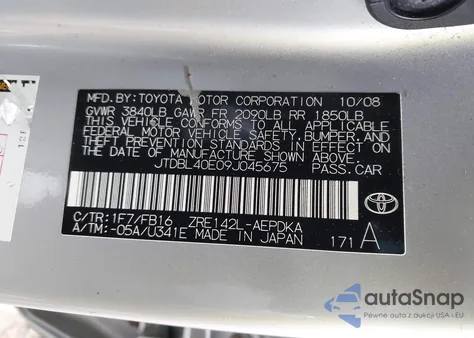 MFD. BY: TOYOTA MOTOR CORPORATION 10/08
GVWR 3840LB GAWR FR 2090LB RR 1850LB
THIS VEHICLE CONFORMS TO ALL APPLICABLE
FEDERAL MOTOR VEHICLE SAFETY, BUMPER, AND
THEFT PREVENTION STANDARDS IN EFFECT ON
THE DATE OF MANUFACTURE SHOWN ABOVE.
JTDBL40E09J045675 PASS.CAR
C/TR: 1F7/FB16 ZRE142L-AEPDKA
A/TM: -05A/U341E MADE IN JAPAN
171 A
TOYOTA
autaSnap
Pewne auta z aukcji USA i EU